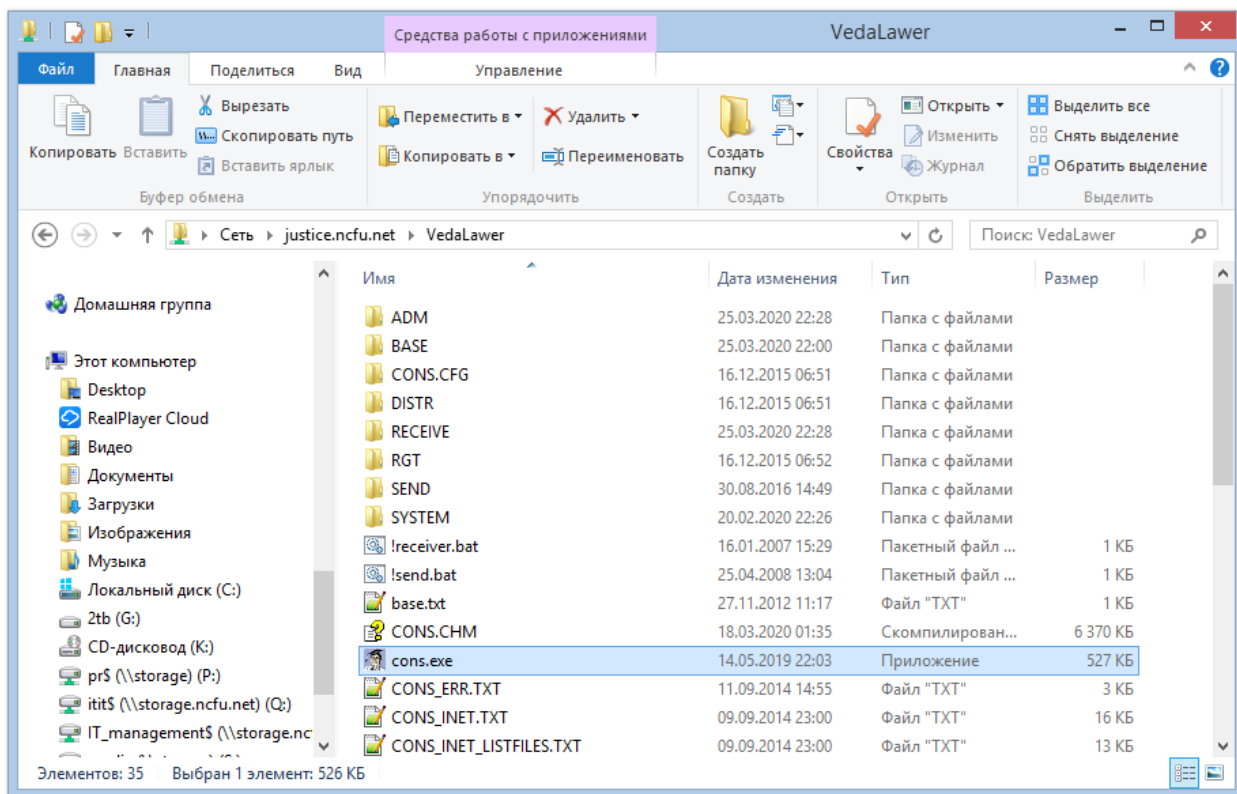 Средства работы с приложениями
VedaLawer
Файл Главная Поделиться Вид Управление
Копировать Вставить
Вырезать
Скопировать путь
Вставить ярлык
Буфер обмена
Переместить в
Копировать в
Удалить
Переименовать
Упорядочить
Создать папку
Создать
Свойства
Открыть
Изменить
Журнал
Открыть
Выделить все
Снять выделение
Обратить выделение
Выделить
Сеть justice.ncfu.net VedaLawer
Поиск: VedaLawer
Домашняя группа
Этот компьютер
Desktop
RealPlayer Cloud
Видео
Документы
Загрузки
Изображения
Музыка
Локальный диск (C:)
2tb (G:)
CD-дисковод (K:)
pr$ (\\storage) (P:)
itit$ (\\storage.ncfu.net) (Q:)
IT_management$ (\\storage.nc
Имя Дата изменения Тип Размер
ADM 25.03.2020 22:28 Папка с файлами
BASE 25.03.2020 22:00 Папка с файлами
CONS.CFG 16.12.2015 06:51 Папка с файлами
DISTR 16.12.2015 06:51 Папка с файлами
RECEIVE 25.03.2020 22:28 Папка с файлами
RGT 16.12.2015 06:52 Папка с файлами
SEND 30.08.2016 14:49 Папка с файлами
SYSTEM 20.02.2020 22:26 Папка с файлами
!receiver.bat 16.01.2007 15:29 Пакетный файл ... 1 КБ
!send.bat 25.04.2008 13:04 Пакетный файл ... 1 КБ
base.txt 27.11.2012 11:17 Файл "TXT" 1 КБ
CONS.CHM 18.03.2020 01:35 Скомпилирован... 6 370 КБ
cons.exe 14.05.2019 22:03 Приложение 527 КБ
CONS_ERR.TXT 11.09.2014 14:55 Файл "TXT" 3 КБ
CONS_INET.TXT 09.09.2014 23:00 Файл "TXT" 16 КБ
CONS_INET_LISTFILES.TXT 09.09.2014 23:00 Файл "TXT" 13 КБ
Элементов: 35 Выбран 1 элемент: 526 КБ